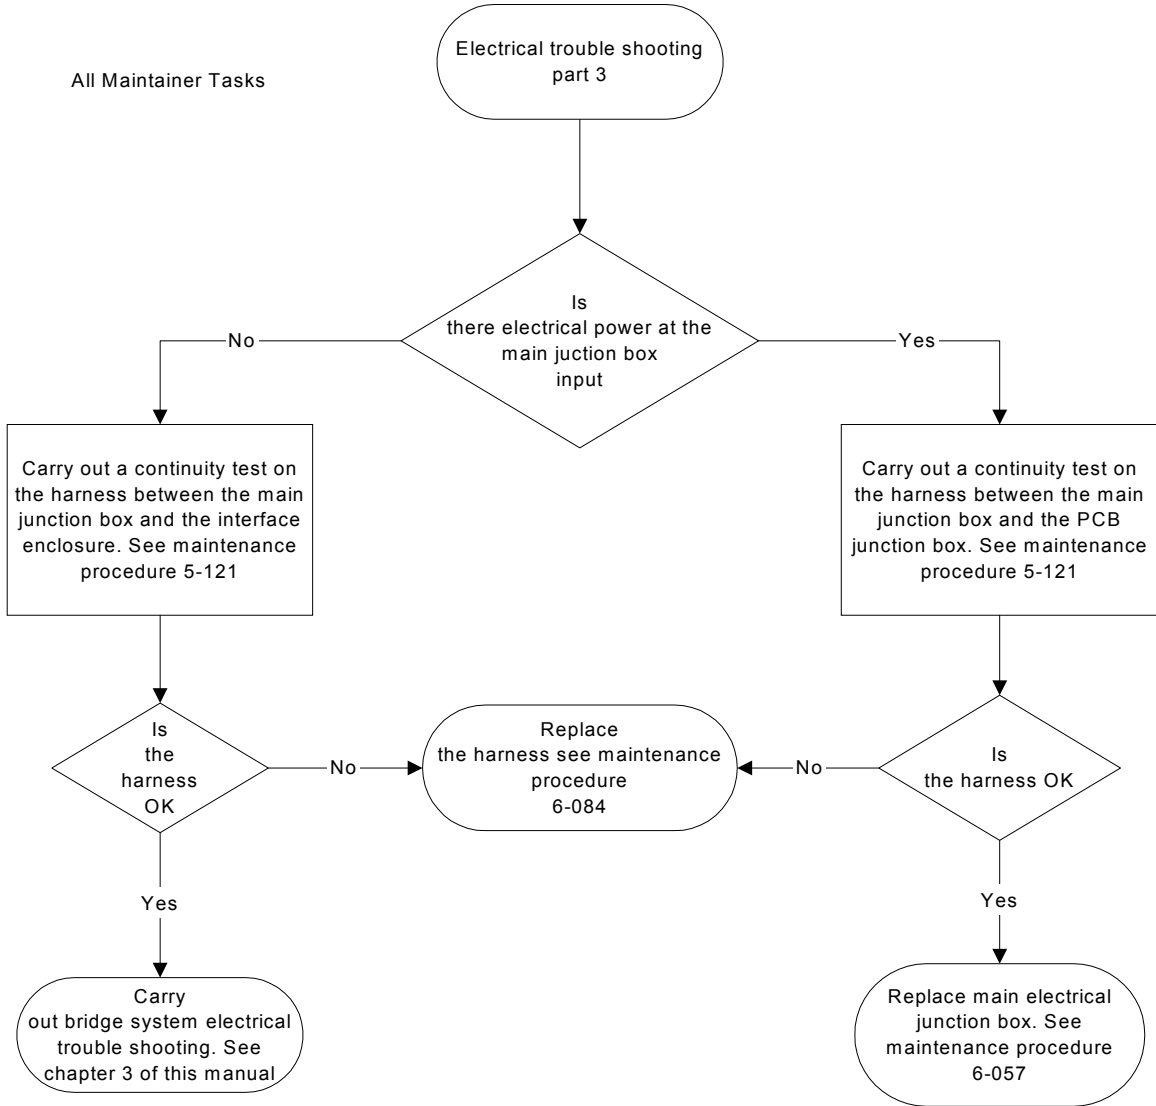 Electrical trouble shooting
part 3
All Maintainer Tasks
Is
there electrical power at the
main juction box
input
No
Yes
Carry out a continuity test on
the harness between the main
junction box and the interface
enclosure. See maintenance
procedure 5-121
Carry out a continuity test on
the harness between the main
junction box and the PCB
junction box. See maintenance
procedure 5-121
Is
the
harness
OK
No
Replace
the harness see maintenance
procedure
6-084
No
Is
the harness OK
Yes
Yes
Carry
out bridge system electrical
trouble shooting. See
chapter 3 of this manual
Replace main electrical
junction box. See
maintenance procedure
6-057